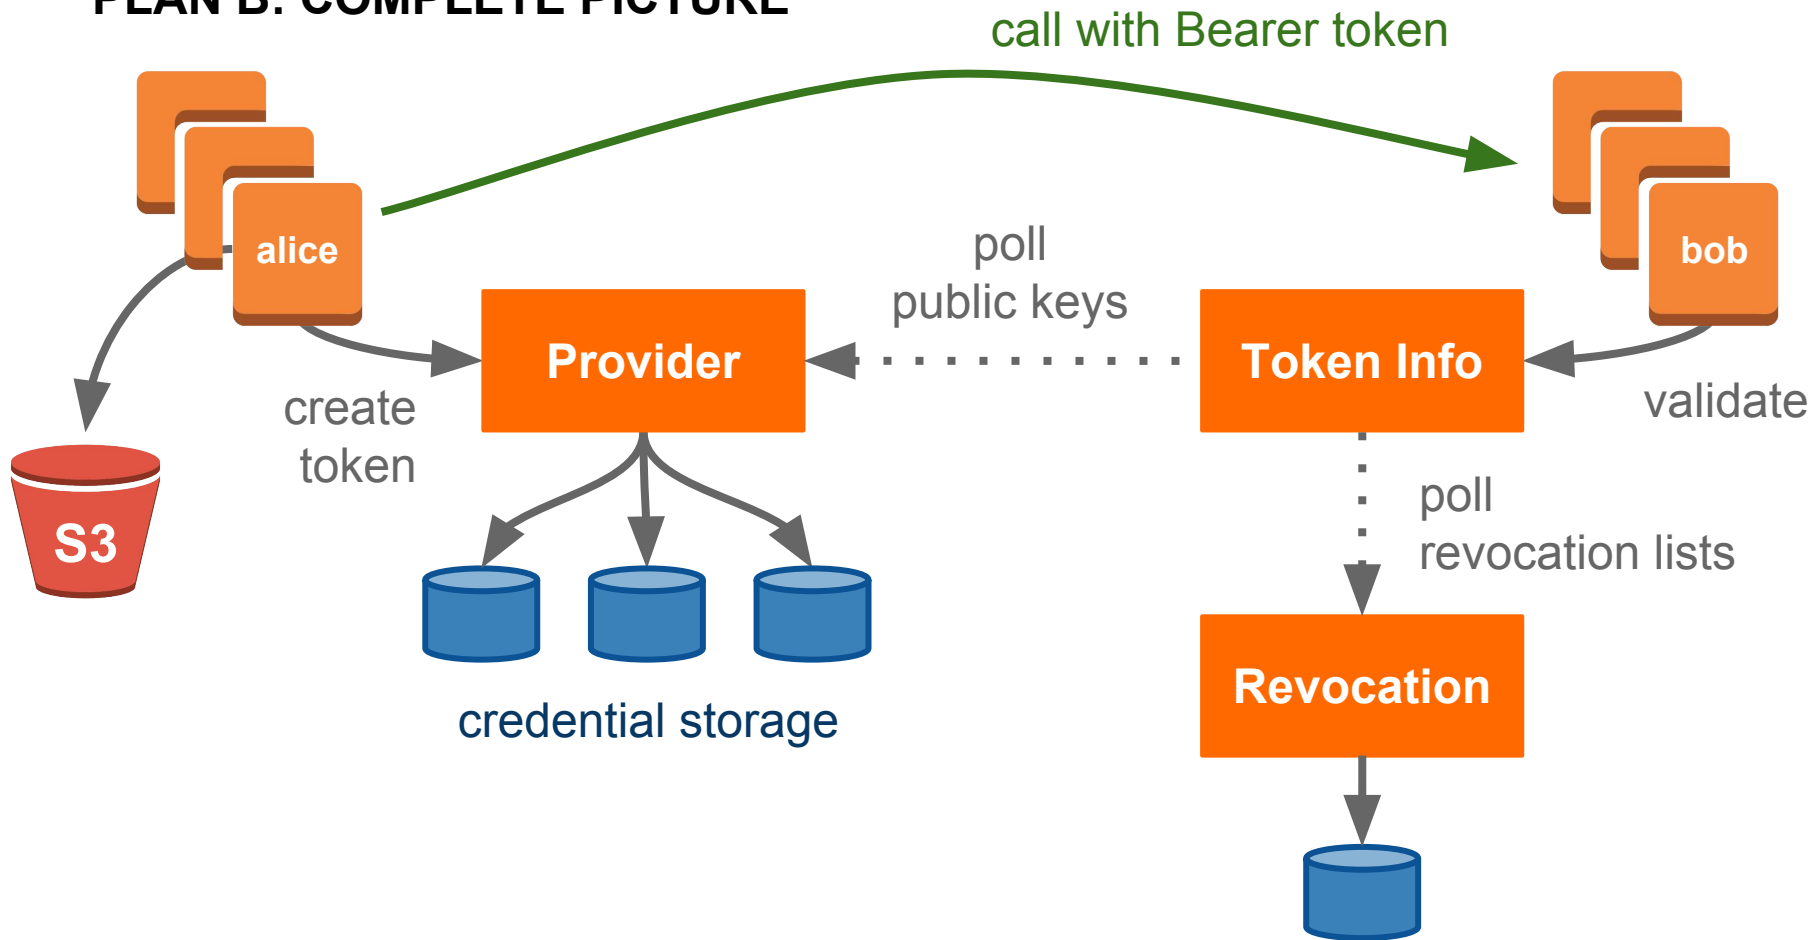 PLAN B: COMPLETE PICTURE
call with Bearer token
alice
bob
poll
public keys
Provider
Token Info
create
token
validate
S3
poll
revocation lists
Revocation
credential storage